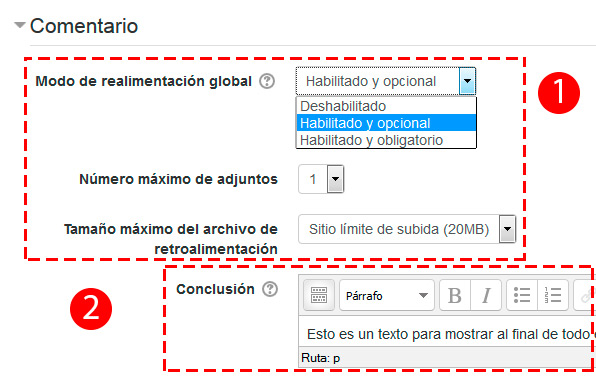 Comentario
Modo de realimentación global
Habilitado y opcional
1
Deshabilitado
Habilitado y opcional
Habilitado y obligatorio
Número máximo de adjuntos
1
Tamaño máximo del archivo de
retroalimentación
Sitio límite de subida (20MB)
2
Conclusión
Párrafo
B I
Esto es un texto para mostrar al final de todo
Ruta: p